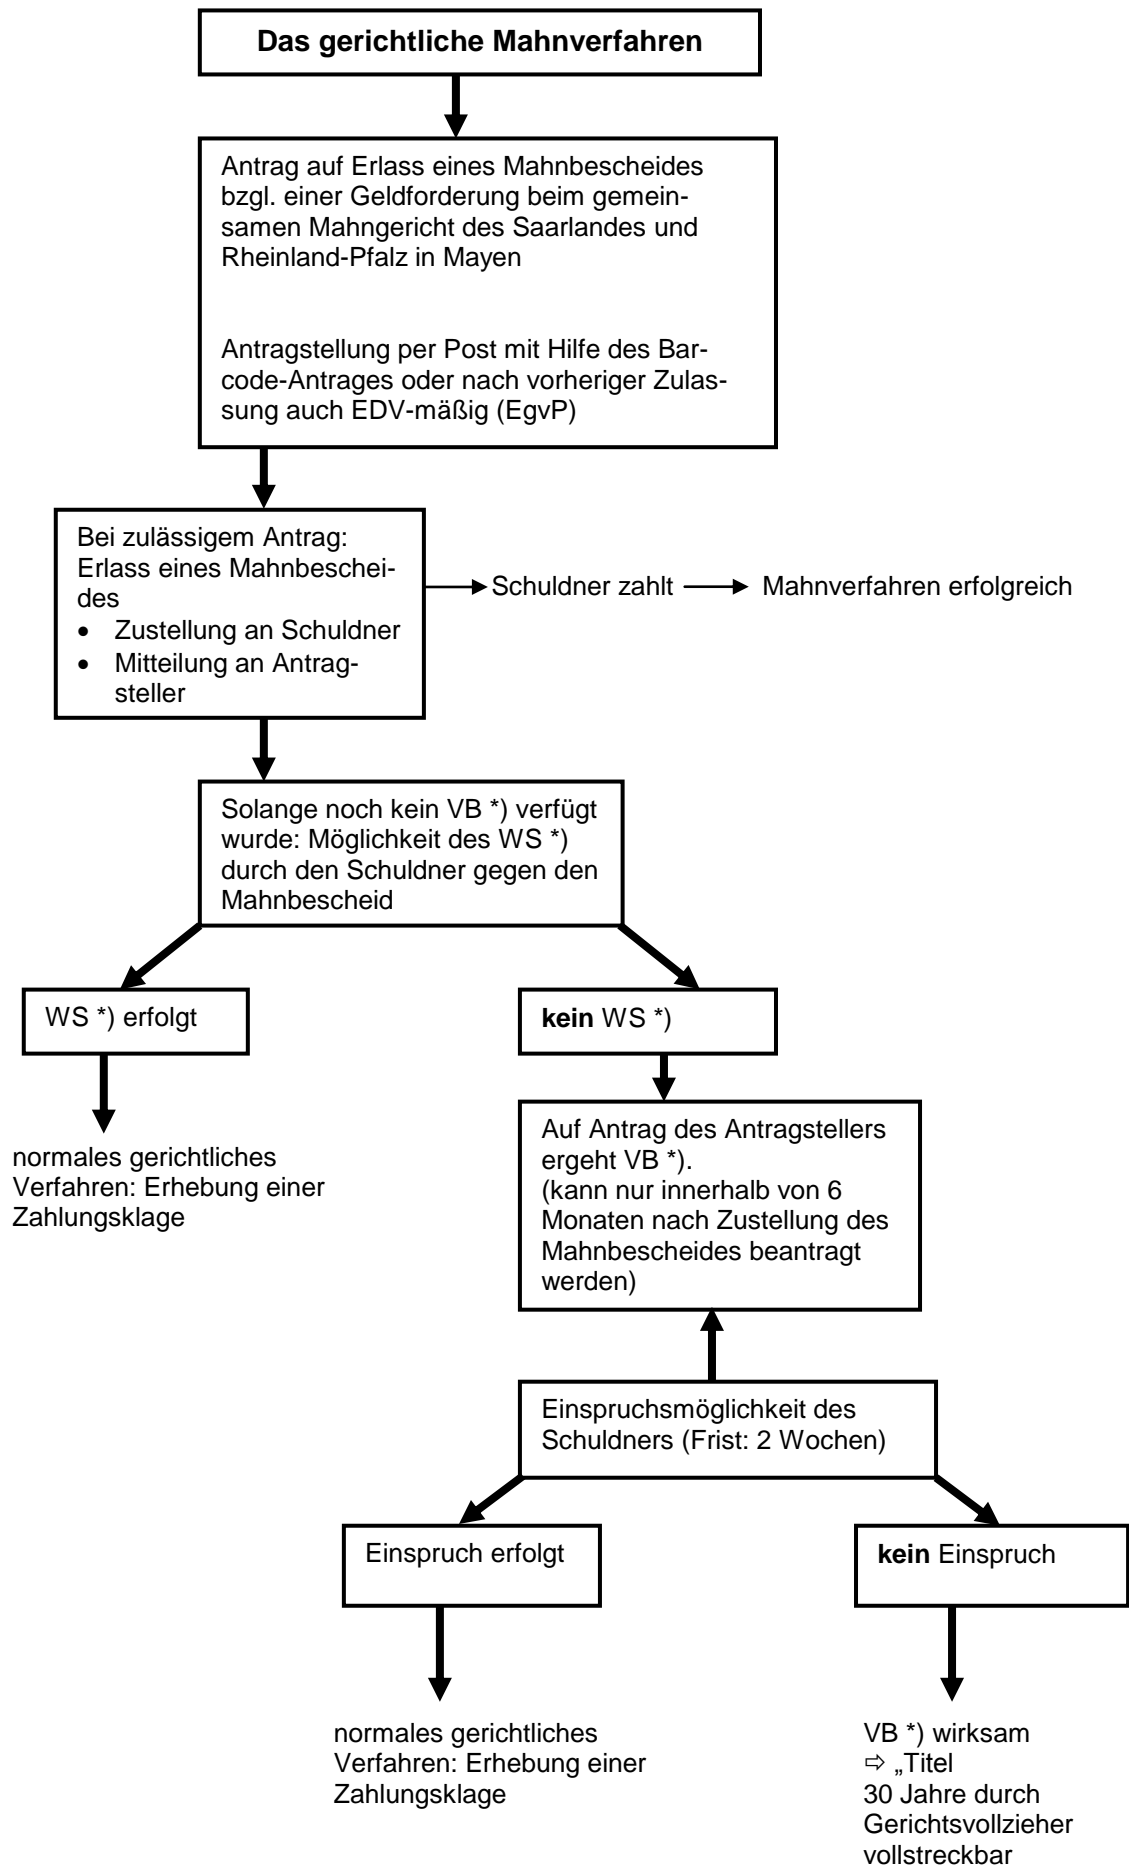 Das gerichtliche Mahnverfahren
Antrag auf Erlass eines Mahnbescheides
bzgl. einer Geldforderung beim gemein-
samen Mahngericht des Saarlandes und
Rheinland-Pfalz in Mayen
Antragstellung per Post mit Hilfe des Bar-
code-Antrages oder nach vorheriger Zulas-
sung auch EDV-mäßig (EgvP)
Bei zulässigem Antrag:
Erlass eines Mahnbeschei-
des
• Zustellung an Schuldner
• Mitteilung an Antrag-
steller
Schuldner zahlt
Mahnverfahren erfolgreich
Solange noch kein VB *) verfügt
wurde: Möglichkeit des WS *)
durch den Schuldner gegen den
Mahnbescheid
WS *) erfolgt
kein WS *)
normales gerichtliches
Verfahren: Erhebung einer
Zahlungsklage
Auf Antrag des Antragstellers
ergeht VB *).
(kann nur innerhalb von 6
Monaten nach Zustellung des
Mahnbescheides beantragt
werden)
Einspruchsmöglichkeit des
Schuldners (Frist: 2 Wochen)
Einspruch erfolgt
kein Einspruch
normales gerichtliches
Verfahren: Erhebung einer
Zahlungsklage
VB *) wirksam
⇨ „Titel
30 Jahre durch
Gerichtsvollzieher
vollstreckbar